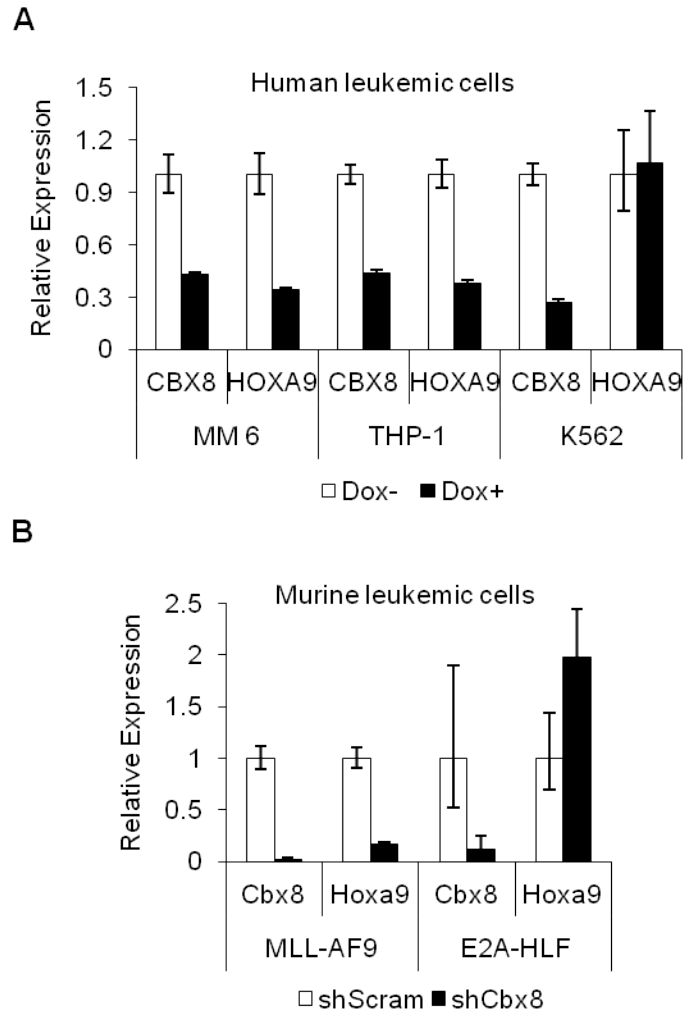 A
Human leukemic cells
Relative Expression
1.5
1.2
0.9
0.6
0.3
0
CBX8 HOXA9 CBX8 HOXA9 CBX8 HOXA9
MM 6 THP-1 K562
Dox- Dox+
B
Murine leukemic cells
Relative Expression
2.5
2
1.5
1
0.5
0
Cbx8 Hoxa9 Cbx8 Hoxa9
MLL-AF9 E2A-HLF
shScram shCbx8